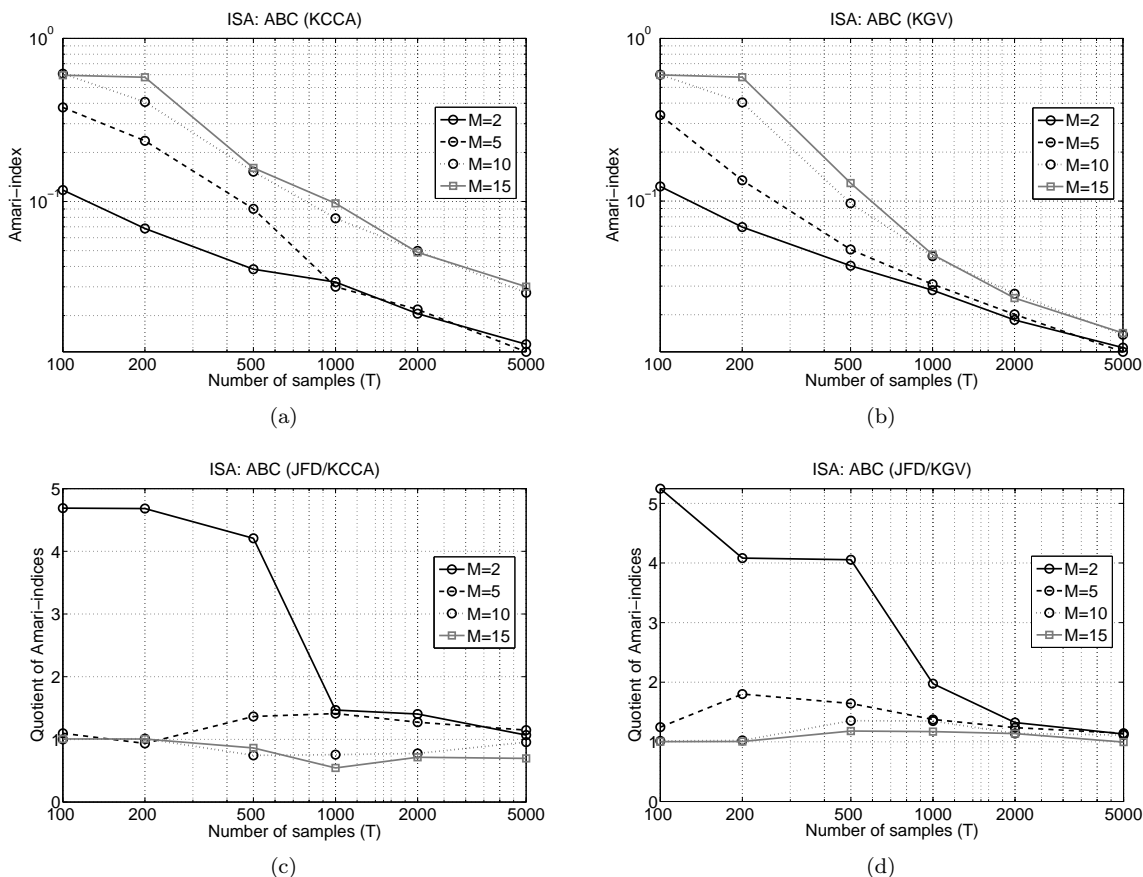 ISA: ABC (KCCA)
10^0
10^-1
Amari-index
M=2
M=5
M=10
M=15
100 200 500 1000 2000 5000
Number of samples (T)
(a)
ISA: ABC (KGV)
10^0
10^-1
Amari-index
M=2
M=5
M=10
M=15
100 200 500 1000 2000 5000
Number of samples (T)
(b)
ISA: ABC (JFD/KCCA)
5
4
3
2
1
0
Quotient of Amari-indices
M=2
M=5
M=10
M=15
100 200 500 1000 2000 5000
Number of samples (T)
(c)
ISA: ABC (JFD/KGV)
5
4
3
2
1
0
Quotient of Amari-indices
M=2
M=5
M=10
M=15
100 200 500 1000 2000 5000
Number of samples (T)
(d)